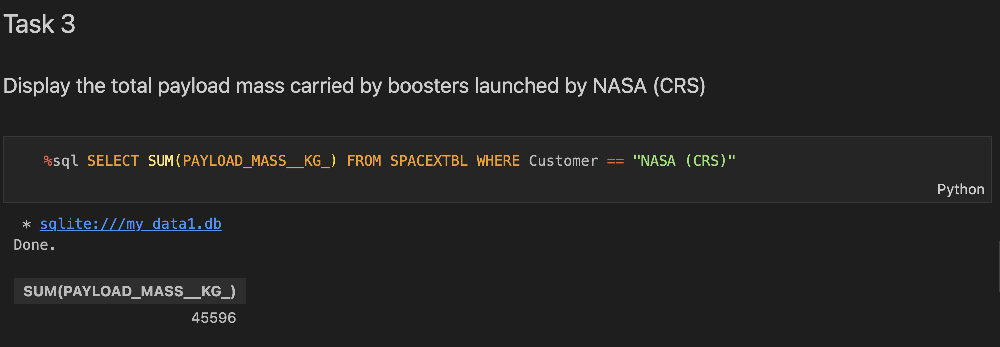 Task 3
Display the total payload mass carried by boosters launched by NASA (CRS)
%sql SELECT SUM(PAYLOAD_MASS__KG_) FROM SPACEXTBL WHERE Customer == "NASA (CRS)"
Python
* sqlite:///my_data1.db
Done.
SUM(PAYLOAD_MASS__KG_)
45596